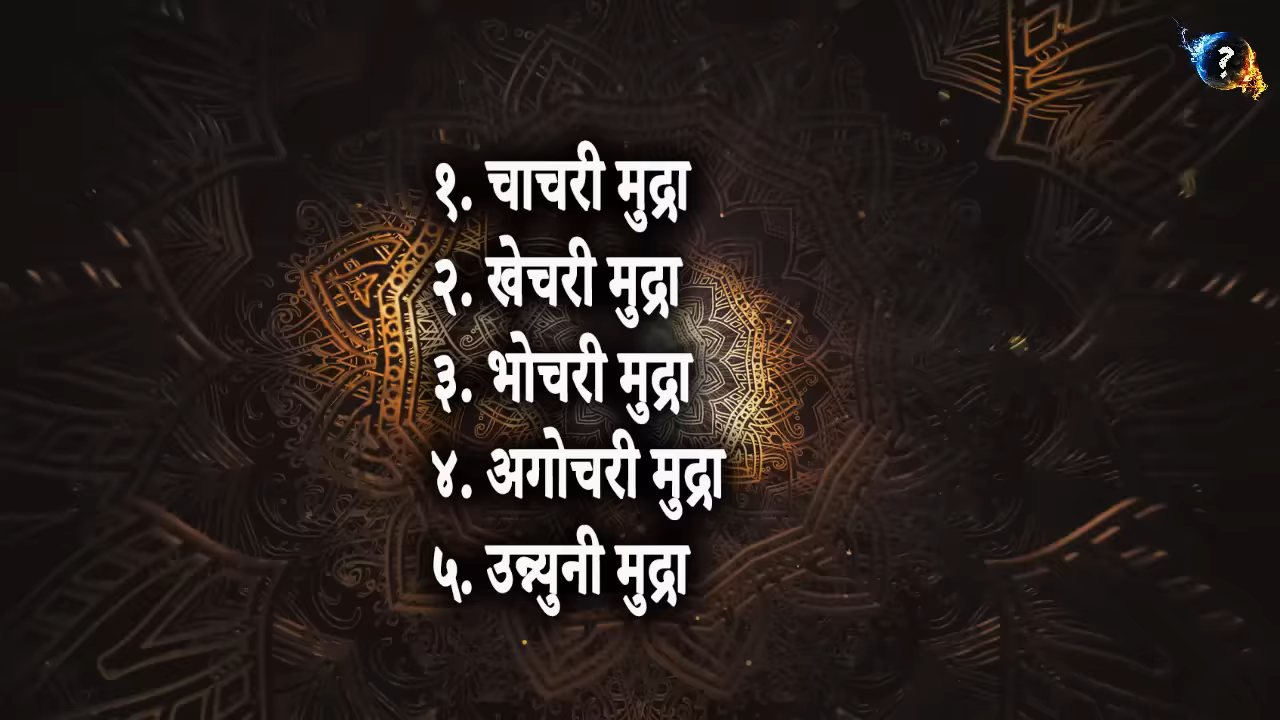 १. चाचरी मुद्रा
२. खेचरी मुद्रा
३. भोचरी मुद्रा
४. अगोचरी मुद्रा
५. उन्न्युनी मुद्रा
?